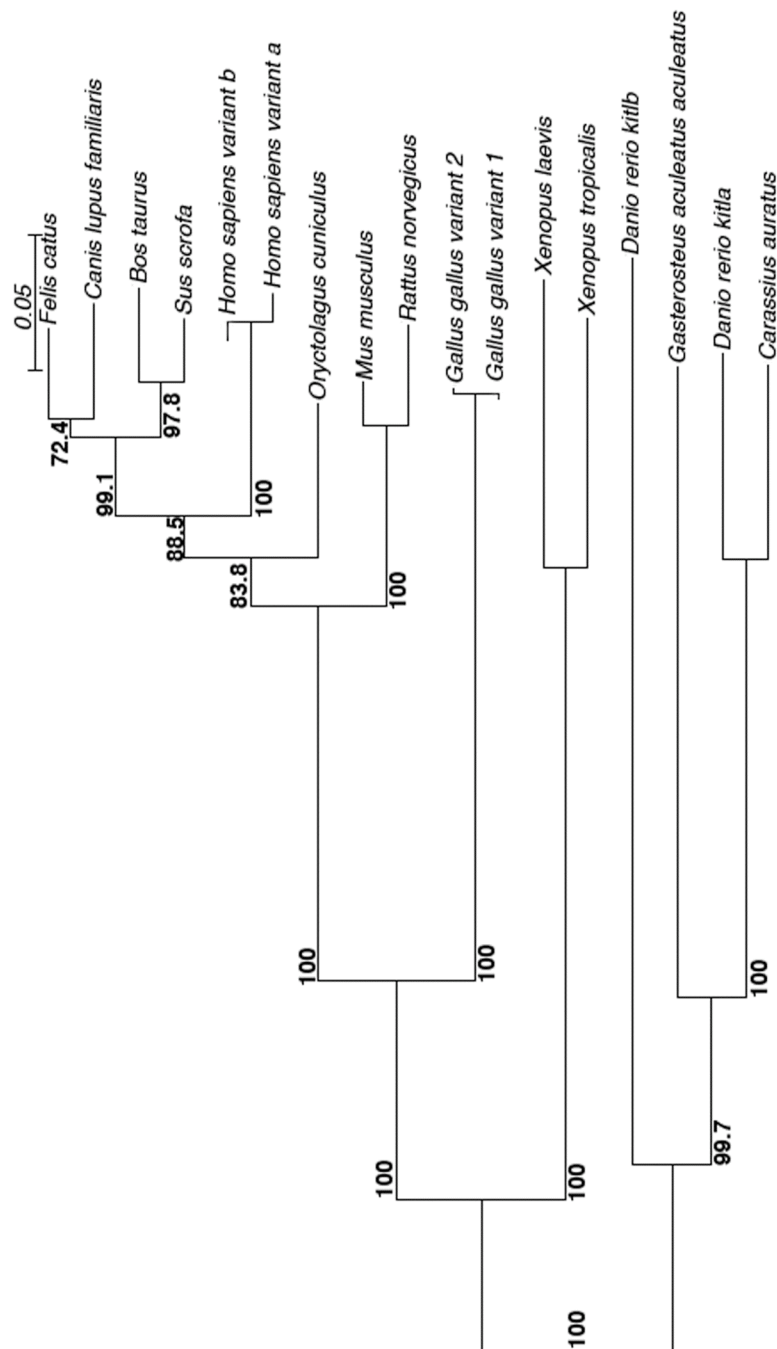 0.05
Felis catus
Canis lupus familiaris
Bos taurus
Sus scrofa
Homo sapiens variant b
Homo sapiens variant a
Oryctolagus cuniculus
Mus musculus
Rattus norvegicus
Gallus gallus variant 2
Gallus gallus variant 1
Xenopus laevis
Xenopus tropicalis
Danio rerio kitlb
Gasterosteus aculeatus aculeatus
Danio rerio kitla
Carassius auratus
72.4
97.8
99.1
88.5
100
83.8
100
100
100
100
100
100
99.7
100